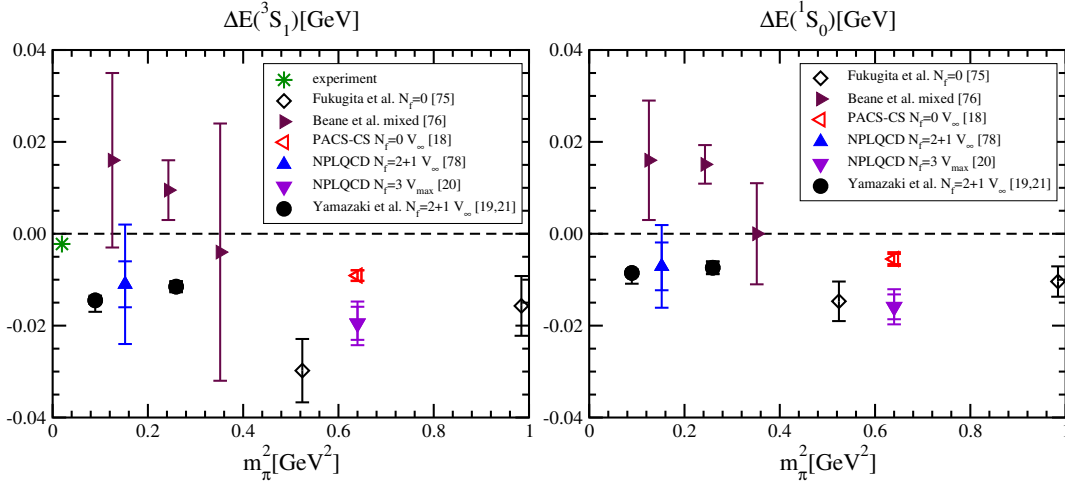 ΔE(³S₁)[GeV]
0.04
0.02
0.00
-0.02
-0.04
experiment
Fukugita et al. N_f=0 [75]
Beane et al. mixed [76]
PACS-CS N_f=0 V_∞ [18]
NPLQCD N_f=2+1 V_∞ [78]
NPLQCD N_f=3 V_max [20]
Yamazaki et al. N_f=2+1 V_∞ [19,21]
0 0.2 0.4 0.6 0.8 1
m_π²[GeV²]
ΔE(¹S₀)[GeV]
0.04
0.02
0.00
-0.02
-0.04
Fukugita et al. N_f=0 [75]
Beane et al. mixed [76]
PACS-CS N_f=0 V_∞ [18]
NPLQCD N_f=2+1 V_∞ [78]
NPLQCD N_f=3 V_max [20]
Yamazaki et al. N_f=2+1 V_∞ [19,21]
0 0.2 0.4 0.6 0.8 1
m_π²[GeV²]